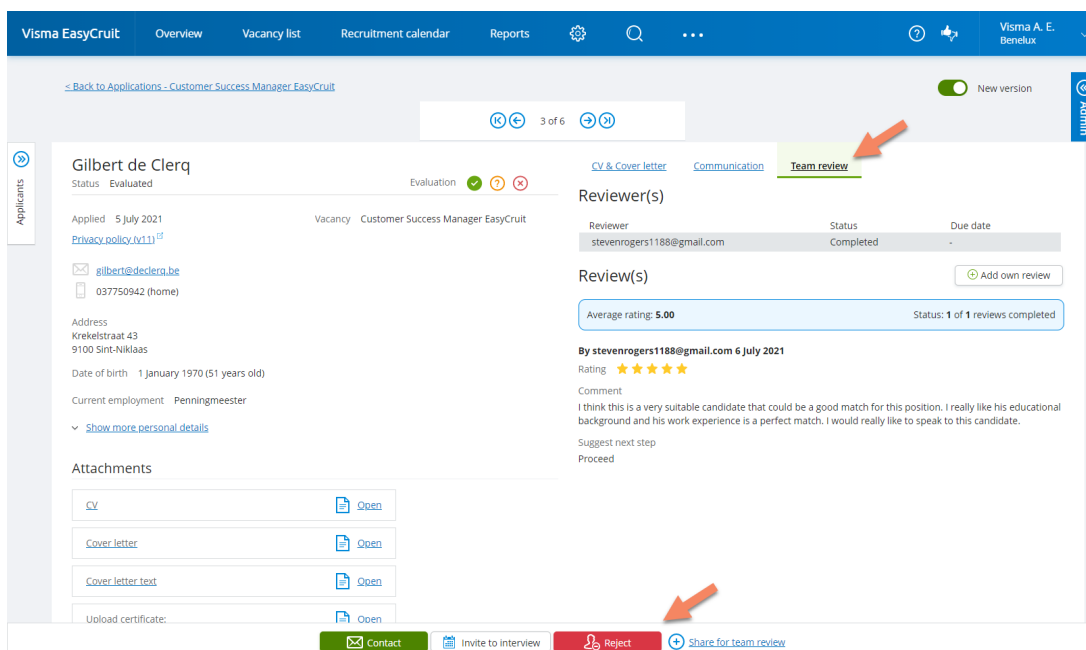 Visma EasyCruit Overview Vacancy list Recruitment calendar Reports ... Visma A. E.
Benelux
< Back to Applications - Customer Success Manager EasyCruit
New version
Admin
3 of 6
Applicants
Gilbert de Clerq
Status Evaluated
Evaluation
Applied 5 July 2021
Vacancy Customer Success Manager EasyCruit
Privacy policy (v11)
gilbert@declerq.be
037750942 (home)
Address
Krekelstraat 43
9100 Sint-Niklaas
Date of birth 1 January 1970 (51 years old)
Current employment Penningmeester
Show more personal details
Attachments
CV Open
Cover letter Open
Cover letter text Open
Upload certificate: Open
CV & Cover letter Communication Team review
Reviewer(s)
Reviewer Status Due date
stevenrogers1188@gmail.com Completed -
Review(s)
Add own review
Average rating: 5.00 Status: 1 of 1 reviews completed
By stevenrogers1188@gmail.com 6 July 2021
Rating
Comment
I think this is a very suitable candidate that could be a good match for this position. I really like his educational
background and his work experience is a perfect match. I would really like to speak to this candidate.
Suggest next step
Proceed
Contact Invite to interview Reject Share for team review